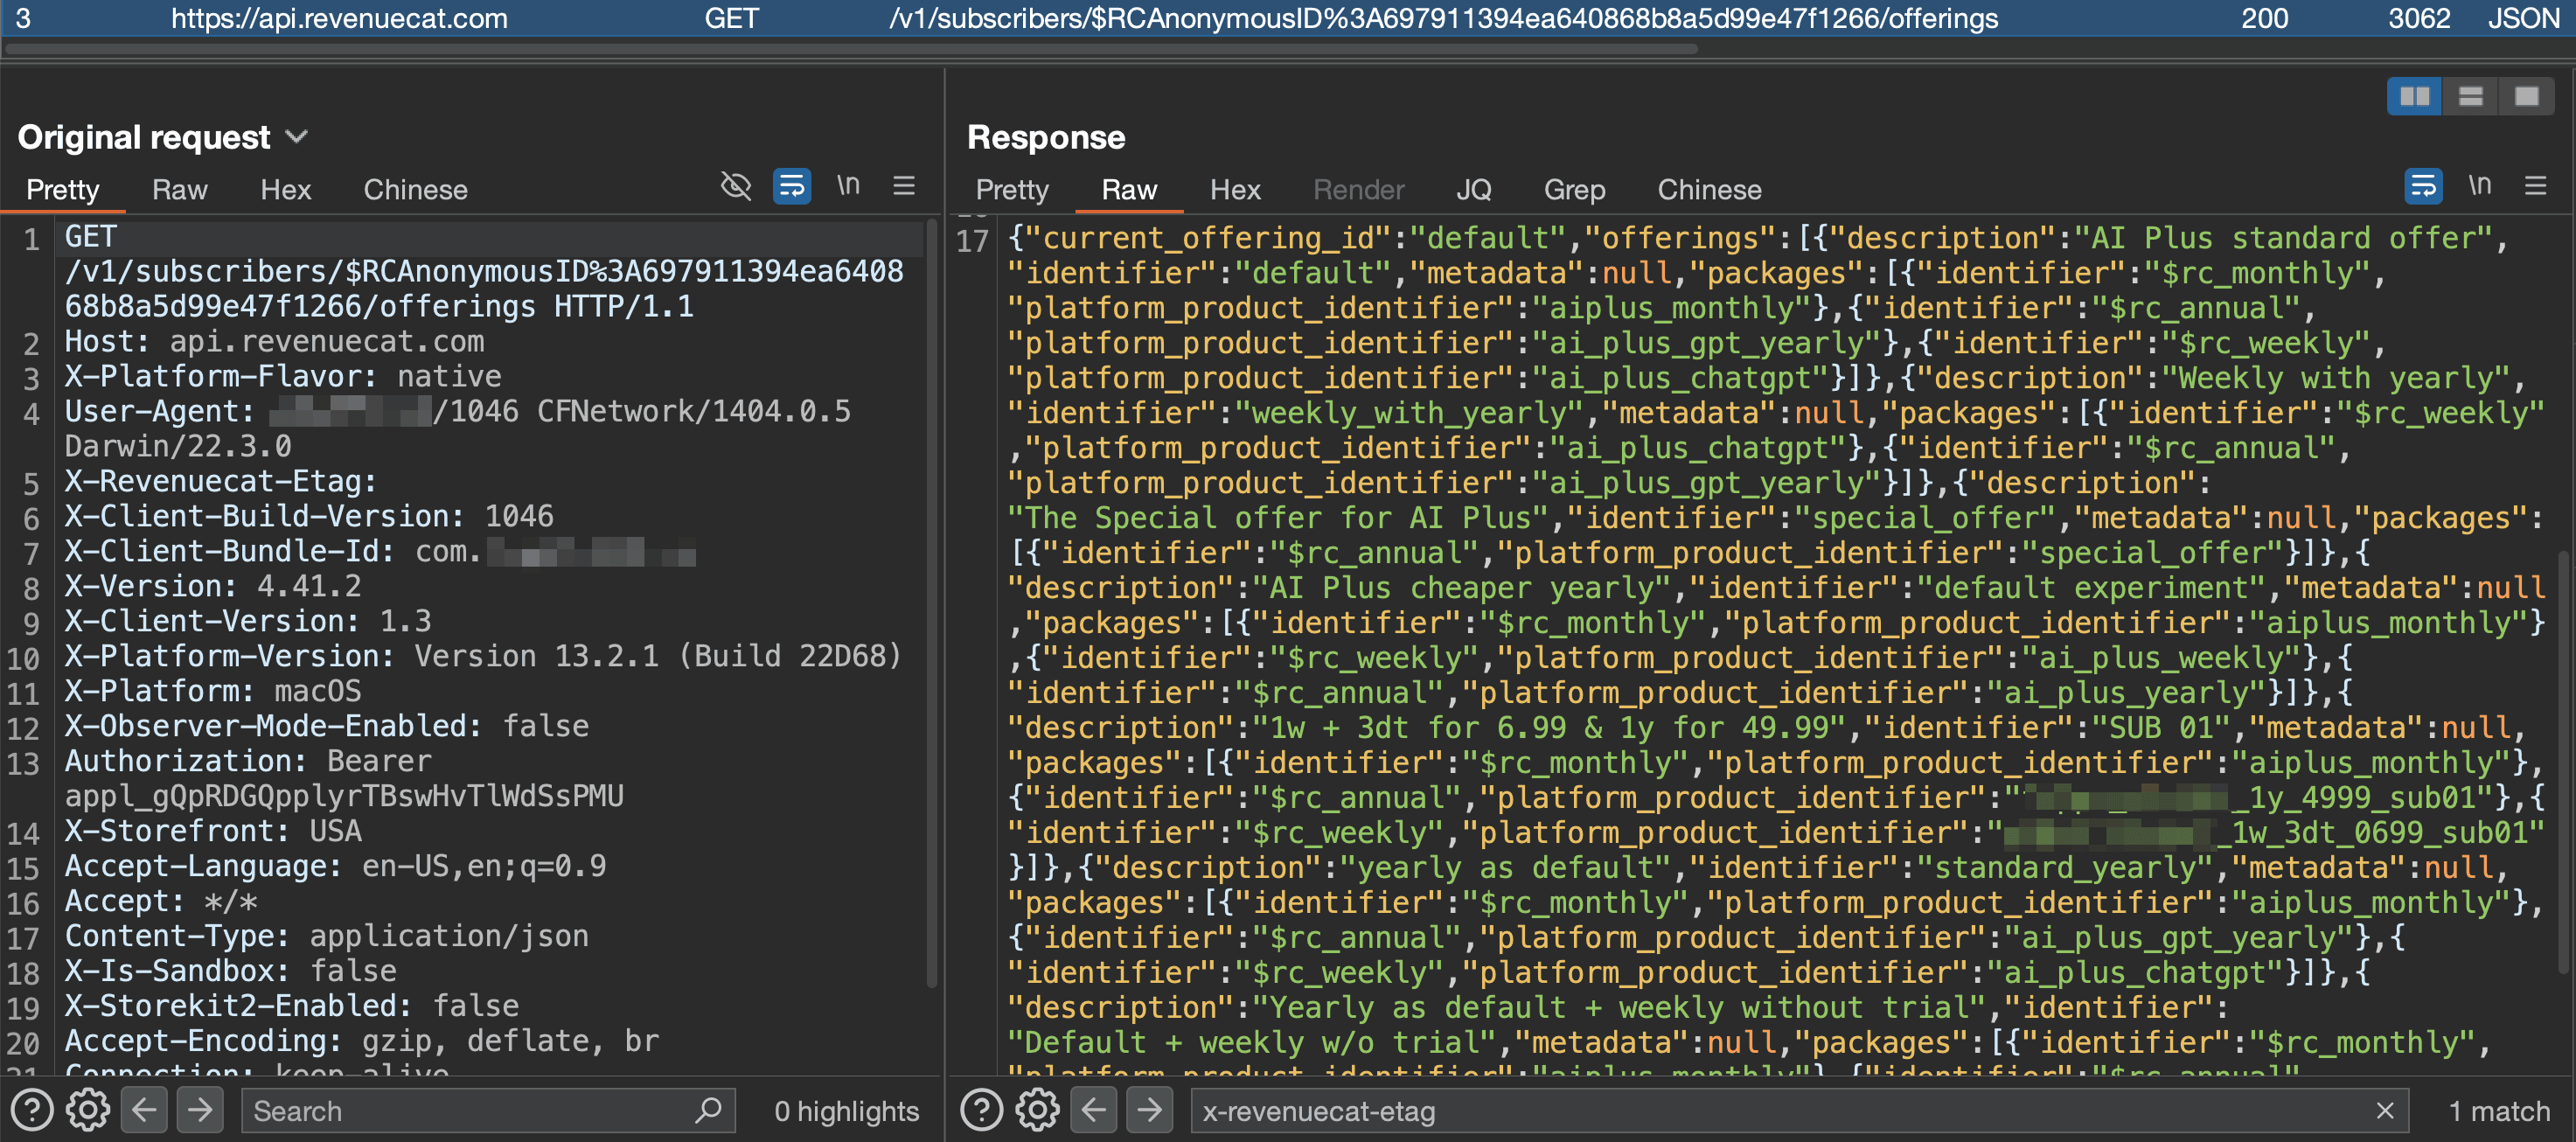 3 https://api.revenuecat.com GET /v1/subscribers/$RCAnonymousID%3A697911394ea640868b8a5d99e47f1266/offerings 200 3062 JSON
Original request
Pretty Raw Hex Chinese \n
1 GET
/v1/subscribers/$RCAnonymousID%3A697911394ea6408
68b8a5d99e47f1266/offerings HTTP/1.1
2 Host: api.revenuecat.com
3 X-Platform-Flavor: native
4 User-Agent: /1046 CFNetwork/1404.0.5
Darwin/22.3.0
5 X-Revenuecat-Etag:
6 X-Client-Build-Version: 1046
7 X-Client-Bundle-Id: com.
8 X-Version: 4.41.2
9 X-Client-Version: 1.3
10 X-Platform-Version: Version 13.2.1 (Build 22D68)
11 X-Platform: macOS
12 X-Observer-Mode-Enabled: false
13 Authorization: Bearer
appl_gQpRDGQpplyrTBswHvTlWdSsPMU
14 X-Storefront: USA
15 Accept-Language: en-US,en;q=0.9
16 Accept: */*
17 Content-Type: application/json
18 X-Is-Sandbox: false
19 X-Storekit2-Enabled: false
20 Accept-Encoding: gzip, deflate, br
21 Connection: keep-alive
Search 0 highlights
Response
Pretty Raw Hex Render JQ Grep Chinese \n
17 {"current_offering_id":"default","offerings":[{"description":"AI Plus standard offer",
"identifier":"default","metadata":null,"packages":[{"identifier":"$rc_monthly",
"platform_product_identifier":"aiplus_monthly"},{"identifier":"$rc_annual",
"platform_product_identifier":"ai_plus_gpt_yearly"},{"identifier":"$rc_weekly",
"platform_product_identifier":"ai_plus_chatgpt"}]},{"description":"Weekly with yearly",
"identifier":"weekly_with_yearly","metadata":null,"packages":[{"identifier":"$rc_weekly"
,"platform_product_identifier":"ai_plus_chatgpt"},{"identifier":"$rc_annual",
"platform_product_identifier":"ai_plus_gpt_yearly"}]},{"description":
"The Special offer for AI Plus","identifier":"special_offer","metadata":null,"packages":
[{"identifier":"$rc_annual","platform_product_identifier":"special_offer"}]},{
"description":"AI Plus cheaper yearly","identifier":"default experiment","metadata":null
,"packages":[{"identifier":"$rc_monthly","platform_product_identifier":"aiplus_monthly"}
,{"identifier":"$rc_weekly","platform_product_identifier":"ai_plus_weekly"},{
"identifier":"$rc_annual","platform_product_identifier":"ai_plus_yearly"}]},{
"description":"1w + 3dt for 6.99 & 1y for 49.99","identifier":"SUB 01","metadata":null,
"packages":[{"identifier":"$rc_monthly","platform_product_identifier":"aiplus_monthly"},
{"identifier":"$rc_annual","platform_product_identifier":" _1y_4999_sub01"},{
"identifier":"$rc_weekly","platform_product_identifier":" _1w_3dt_0699_sub01"
}]},{"description":"yearly as default","identifier":"standard_yearly","metadata":null,
"packages":[{"identifier":"$rc_monthly","platform_product_identifier":"aiplus_monthly"},
{"identifier":"$rc_annual","platform_product_identifier":"ai_plus_gpt_yearly"},{
"identifier":"$rc_weekly","platform_product_identifier":"ai_plus_chatgpt"}]},{
"description":"Yearly as default + weekly without trial","identifier":
"Default + weekly w/o trial","metadata":null,"packages":[{"identifier":"$rc_monthly",
"platform_product_identifier":"aiplus_monthly"},{"identifier":"$rc_annual",
x-revenuecat-etag 1 match